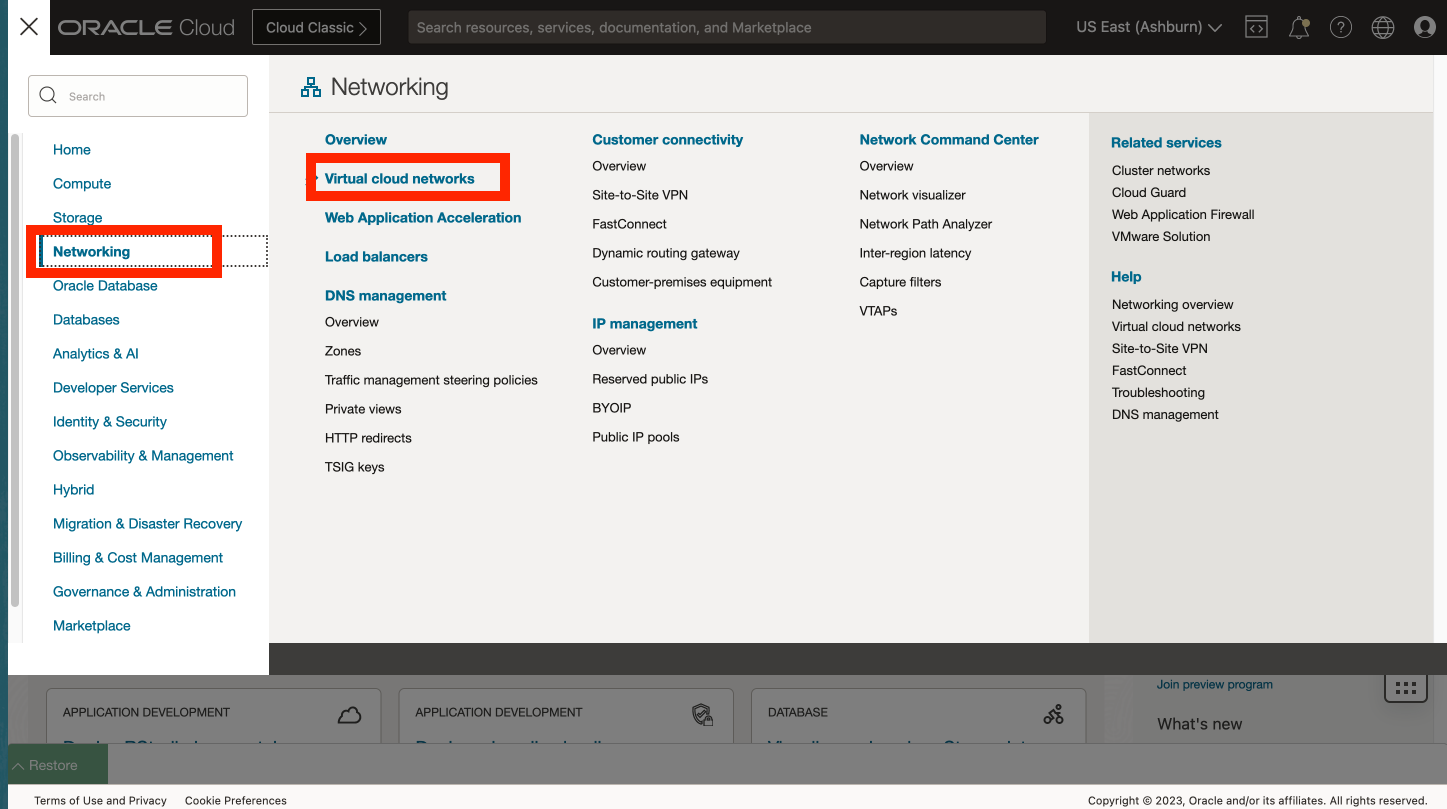 ORACLE Cloud
Cloud Classic
Search resources, services, documentation, and Marketplace
US East (Ashburn)
Search
Home
Compute
Storage
Networking
Oracle Database
Databases
Analytics & AI
Developer Services
Identity & Security
Observability & Management
Hybrid
Migration & Disaster Recovery
Billing & Cost Management
Governance & Administration
Marketplace
Networking
Overview
Virtual cloud networks
Web Application Acceleration
Load balancers
DNS management
Overview
Zones
Traffic management steering policies
Private views
HTTP redirects
TSIG keys
Customer connectivity
Overview
Site-to-Site VPN
FastConnect
Dynamic routing gateway
Customer-premises equipment
IP management
Overview
Reserved public IPs
BYOIP
Public IP pools
Network Command Center
Overview
Network visualizer
Network Path Analyzer
Inter-region latency
Capture filters
VTAPs
Related services
Cluster networks
Cloud Guard
Web Application Firewall
VMware Solution
Help
Networking overview
Virtual cloud networks
Site-to-Site VPN
FastConnect
Troubleshooting
DNS management
APPLICATION DEVELOPMENT
APPLICATION DEVELOPMENT
DATABASE
Join preview program
What's new
Restore
Terms of Use and Privacy
Cookie Preferences
Copyright © 2023, Oracle and/or its affiliates. All rights reserved.